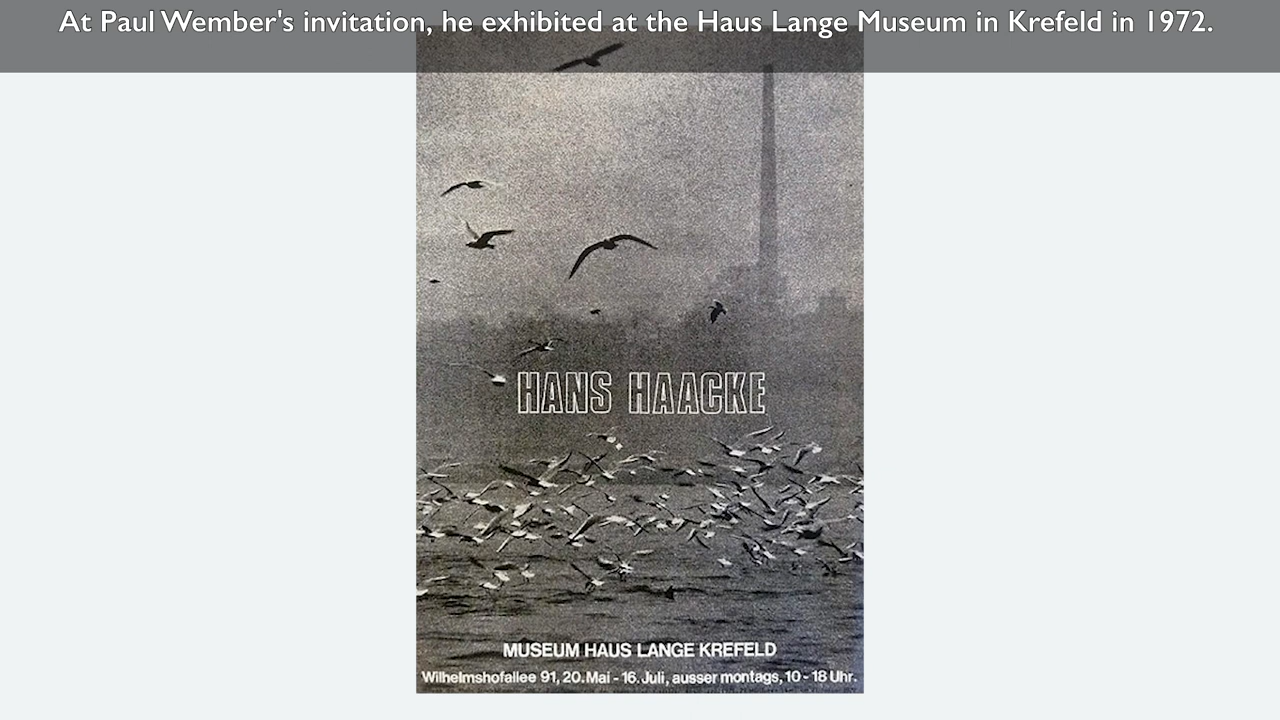 At Paul Wember's invitation, he exhibited at the Haus Lange Museum in Krefeld in 1972.
HANS HAACKE
MUSEUM HAUS LANGE KREFELD
Wilhelmshofallee 91, 20. Mai - 16. Juli, ausser montags, 10 - 18 Uhr.